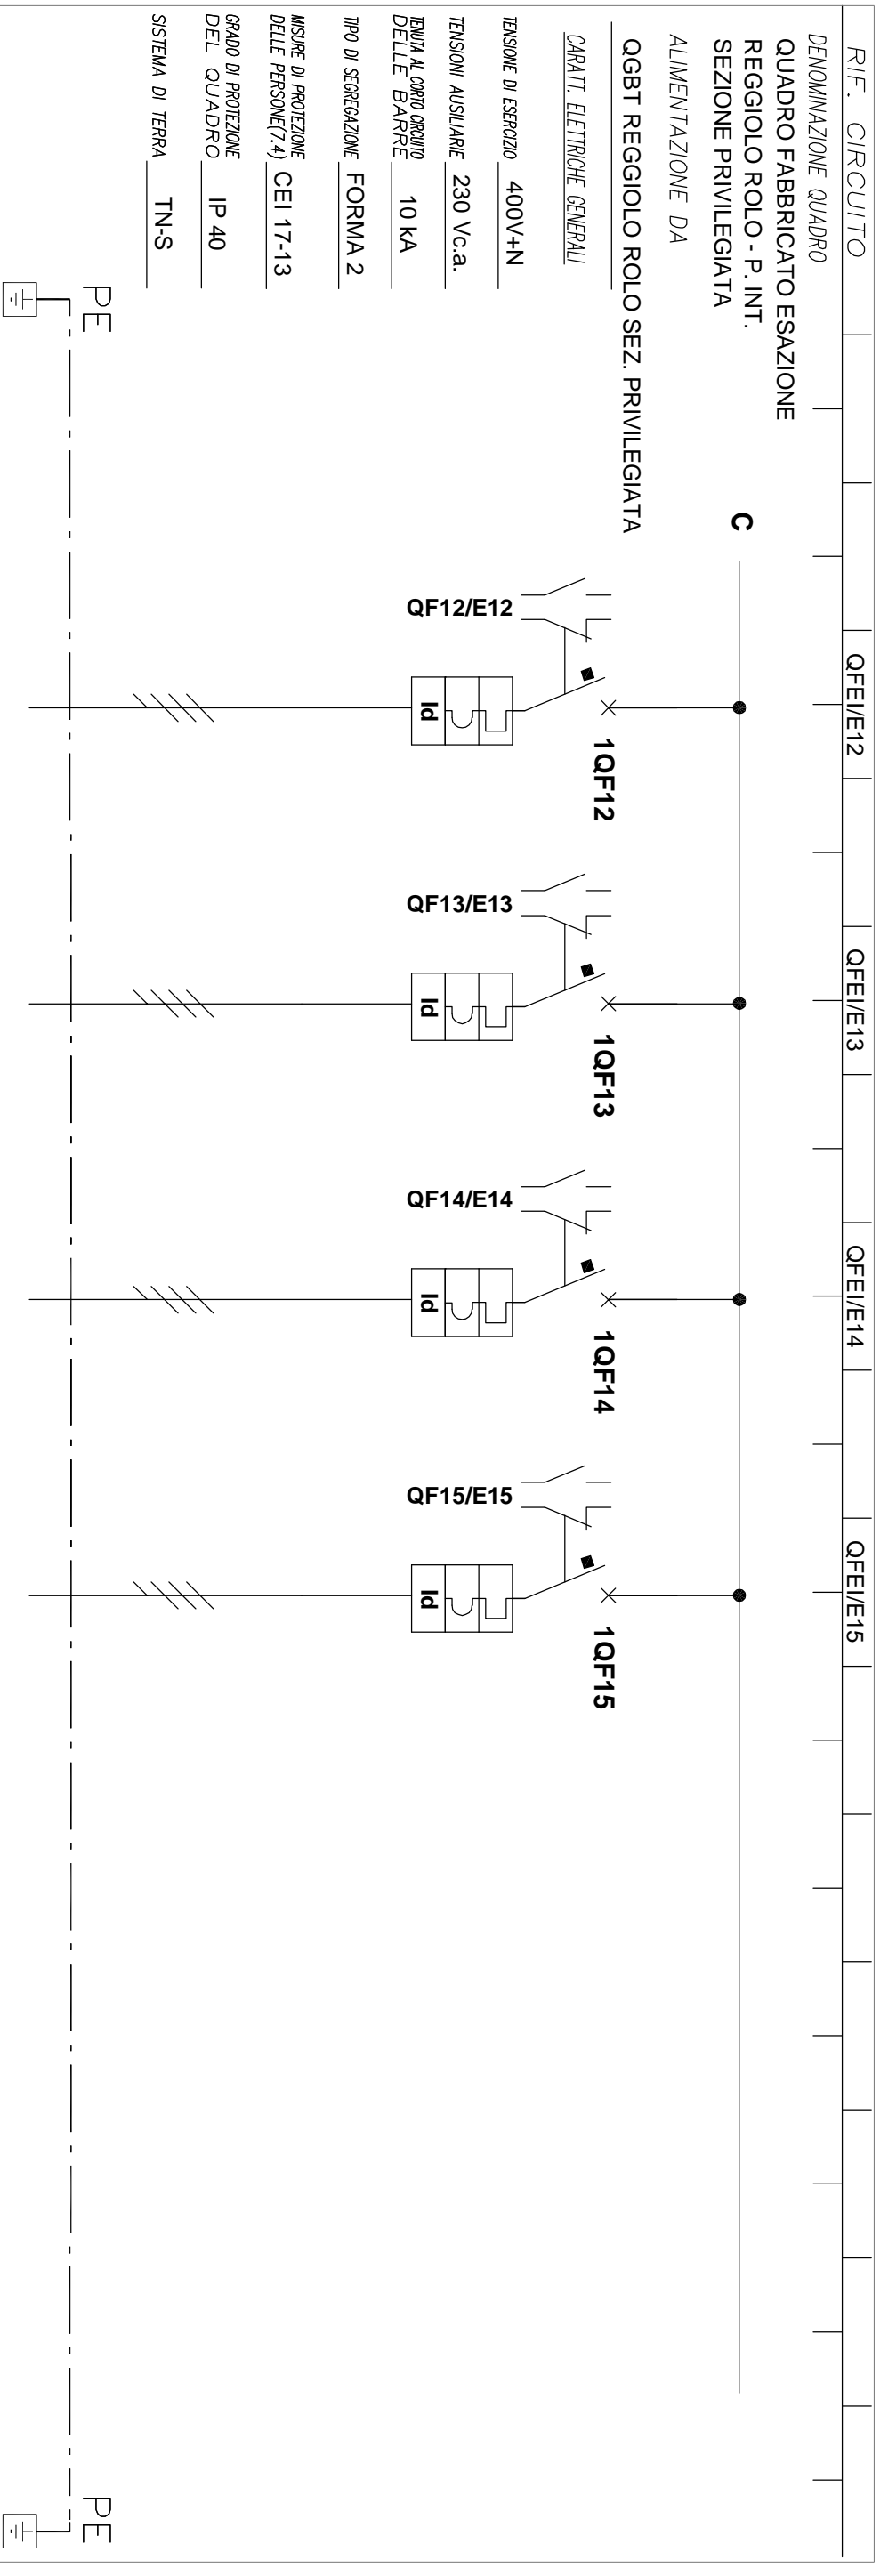 RIF. CIRCUITO
QFEI/E12
QFEI/E13
QFEI/E14
QFEI/E15
DENOMINAZIONE QUADRO
QUADRO FABBRICATO ESAZIONE
REGGIOLO ROLO - P. INT.
SEZIONE PRIVILEGIATA
C
ALIMENTAZIONE DA
QGBT REGGIOLO ROLO SEZ. PRIVILEGIATA
CARATT. ELETTRICHE GENERALI
1QF12
1QF13
1QF14
1QF15
TENSIONE DI ESERCIZIO 400V+N
TENSIONI AUSILIARIE 230 Vc.a.
TENUTA AL CORTO CIRCUITO
DELLE BARRE 10 kA
QF12/E12
QF13/E13
QF14/E14
QF15/E15
Id
Id
Id
Id
TIPO DI SEGREGAZIONE FORMA 2
MISURE DI PROTEZIONE
DELLE PERSONE(7.4) CEI 17-13
GRADO DI PROTEZIONE
DEL QUADRO IP 40
SISTEMA DI TERRA TN-S
PE
PE